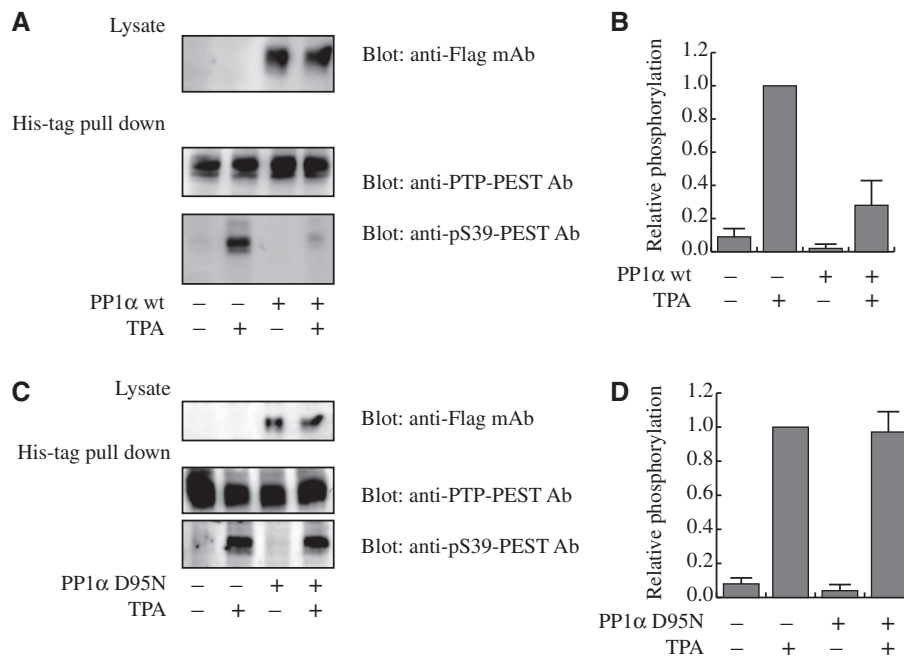 A
Lysate
Blot: anti-Flag mAb
His-tag pull down
Blot: anti-PTP-PEST Ab
Blot: anti-pS39-PEST Ab
PP1α wt – – + +
TPA – + – +
B
Relative phosphorylation
1.2
1.0
0.8
0.6
0.4
0.2
0.0
PP1α wt – – + +
TPA – + – +
C
Lysate
Blot: anti-Flag mAb
His-tag pull down
Blot: anti-PTP-PEST Ab
Blot: anti-pS39-PEST Ab
PP1α D95N – – + +
TPA – + – +
D
Relative phosphorylation
1.2
1.0
0.8
0.6
0.4
0.2
0.0
PP1α D95N – – + +
TPA – + – +